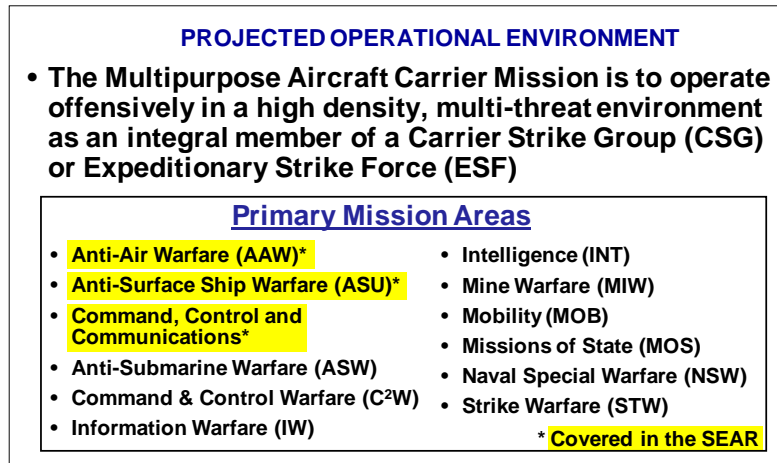 PROJECTED OPERATIONAL ENVIRONMENT
• The Multipurpose Aircraft Carrier Mission is to operate
offensively in a high density, multi-threat environment
as an integral member of a Carrier Strike Group (CSG)
or Expeditionary Strike Force (ESF)
Primary Mission Areas
• Anti-Air Warfare (AAW)*
• Anti-Surface Ship Warfare (ASU)*
• Command, Control and
Communications*
• Anti-Submarine Warfare (ASW)
• Command & Control Warfare (C²W)
• Information Warfare (IW)
• Intelligence (INT)
• Mine Warfare (MIW)
• Mobility (MOB)
• Missions of State (MOS)
• Naval Special Warfare (NSW)
• Strike Warfare (STW)
* Covered in the SEAR